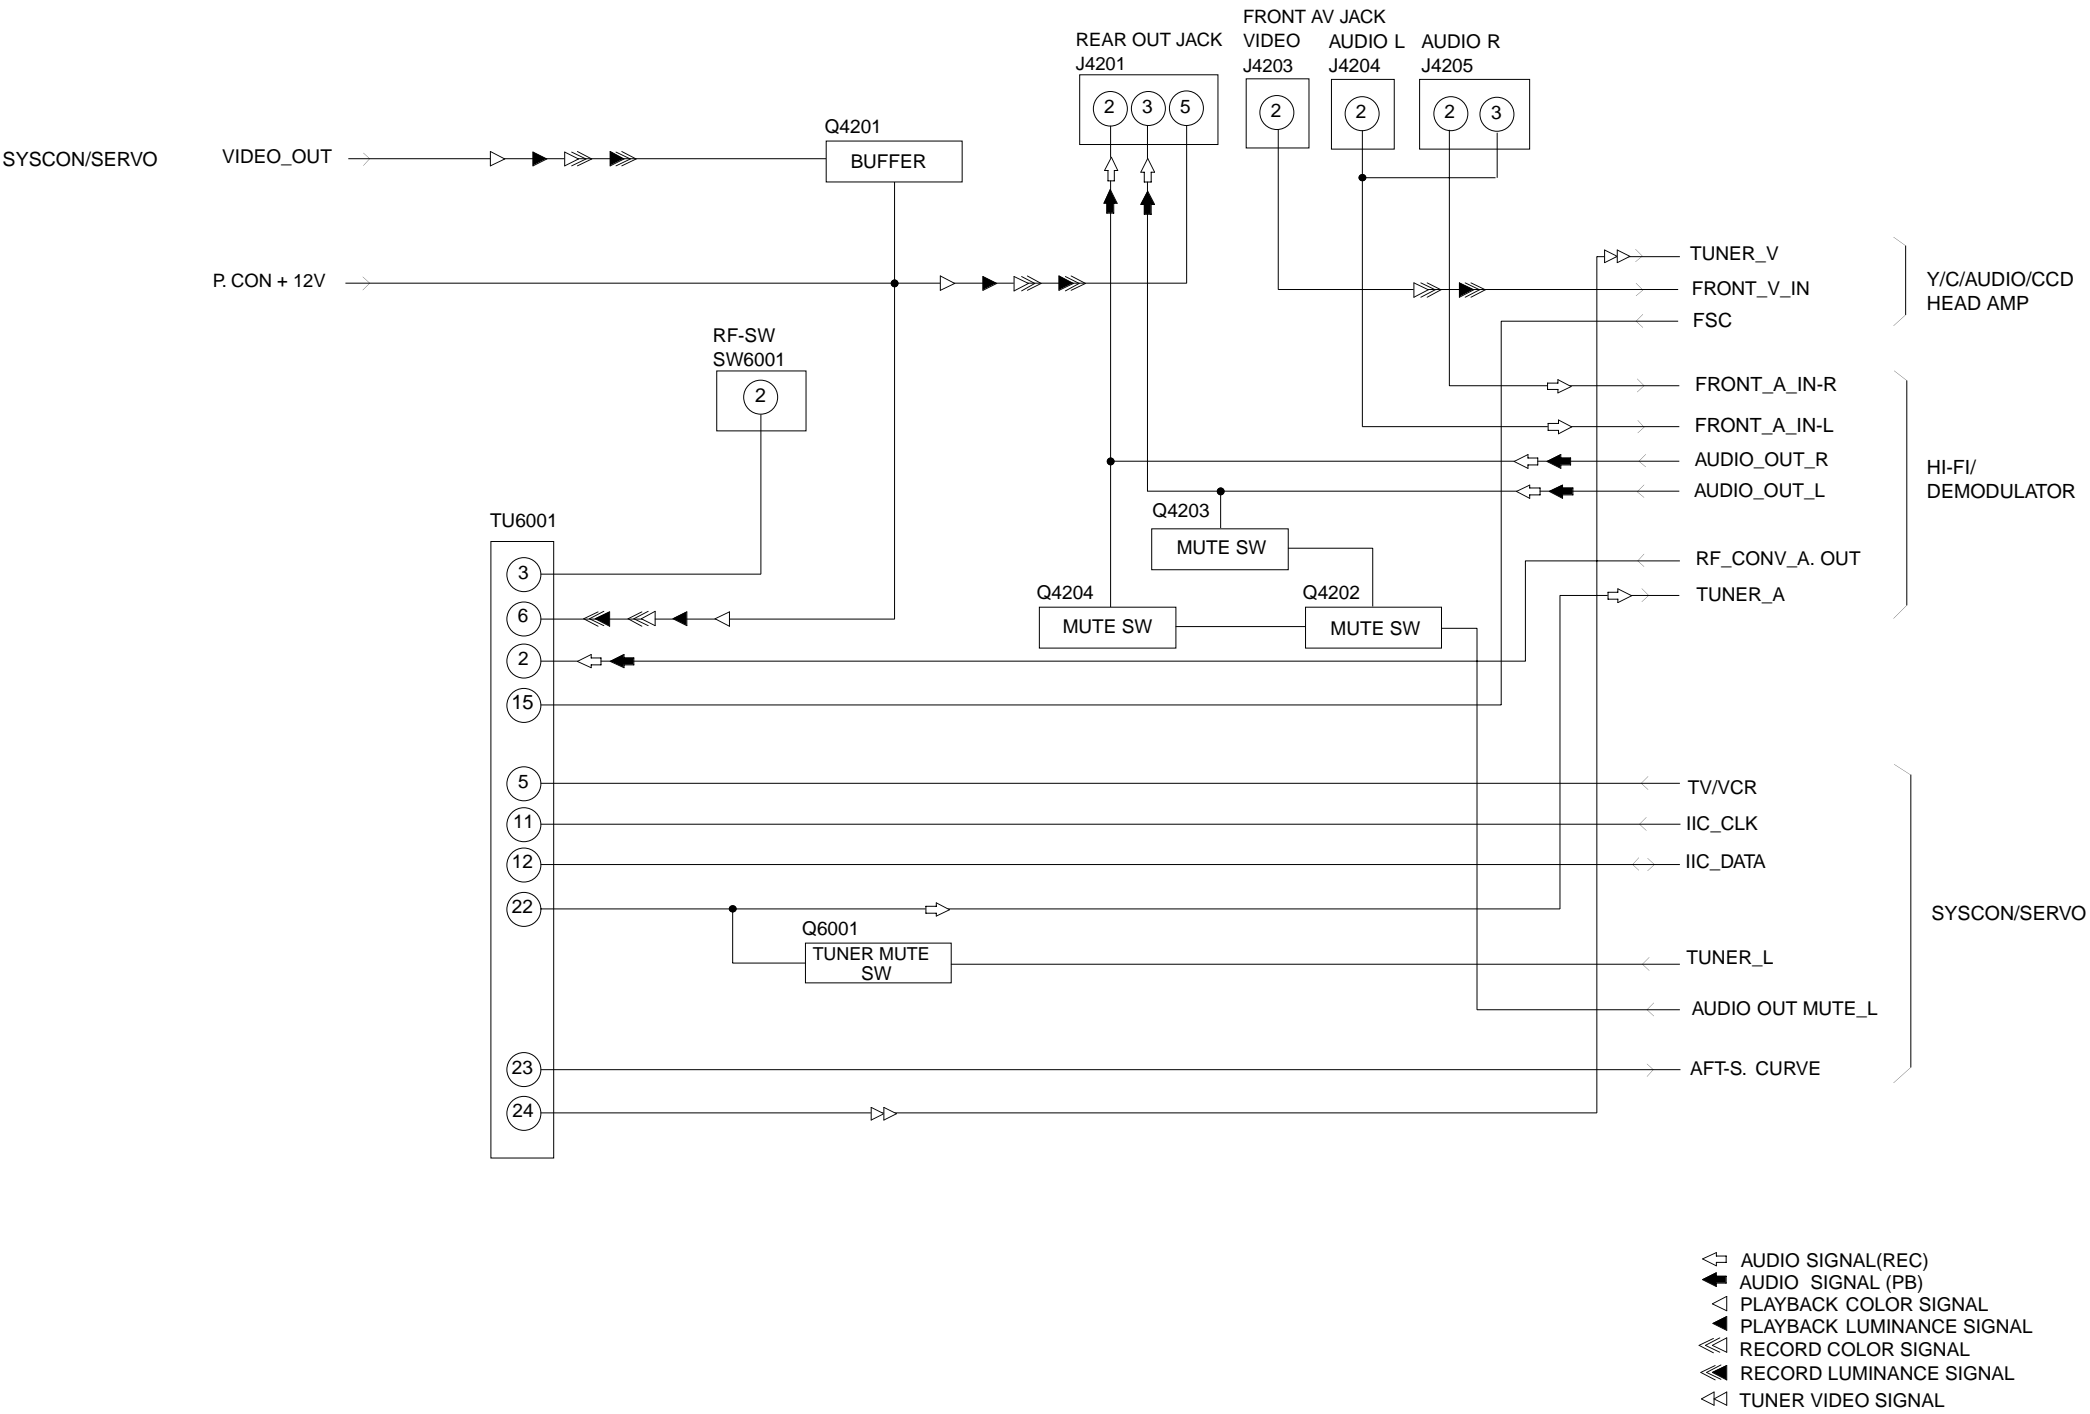 FRONT AV JACK
REAR OUT JACK
J4201
VIDEO
J4203
AUDIO L
J4204
AUDIO R
J4205
2
3
5
2
2
2
3
SYSCON/SERVO
VIDEO_OUT
Q4201
BUFFER
P. CON + 12V
RF-SW
SW6001
2
TUNER_V
FRONT_V_IN
FSC
Y/C/AUDIO/CCD
HEAD AMP
FRONT_A_IN-R
FRONT_A_IN-L
AUDIO_OUT_R
AUDIO_OUT_L
RF_CONV_A. OUT
TUNER_A
HI-FI/
DEMODULATOR
Q4203
MUTE SW
Q4204
MUTE SW
Q4202
MUTE SW
TU6001
3
6
2
15
5
11
12
22
23
24
Q6001
TUNER MUTE
SW
TV/VCR
IIC_CLK
IIC_DATA
TUNER_L
AUDIO OUT MUTE_L
AFT-S. CURVE
SYSCON/SERVO
AUDIO SIGNAL(REC)
AUDIO SIGNAL (PB)
PLAYBACK COLOR SIGNAL
PLAYBACK LUMINANCE SIGNAL
RECORD COLOR SIGNAL
RECORD LUMINANCE SIGNAL
TUNER VIDEO SIGNAL